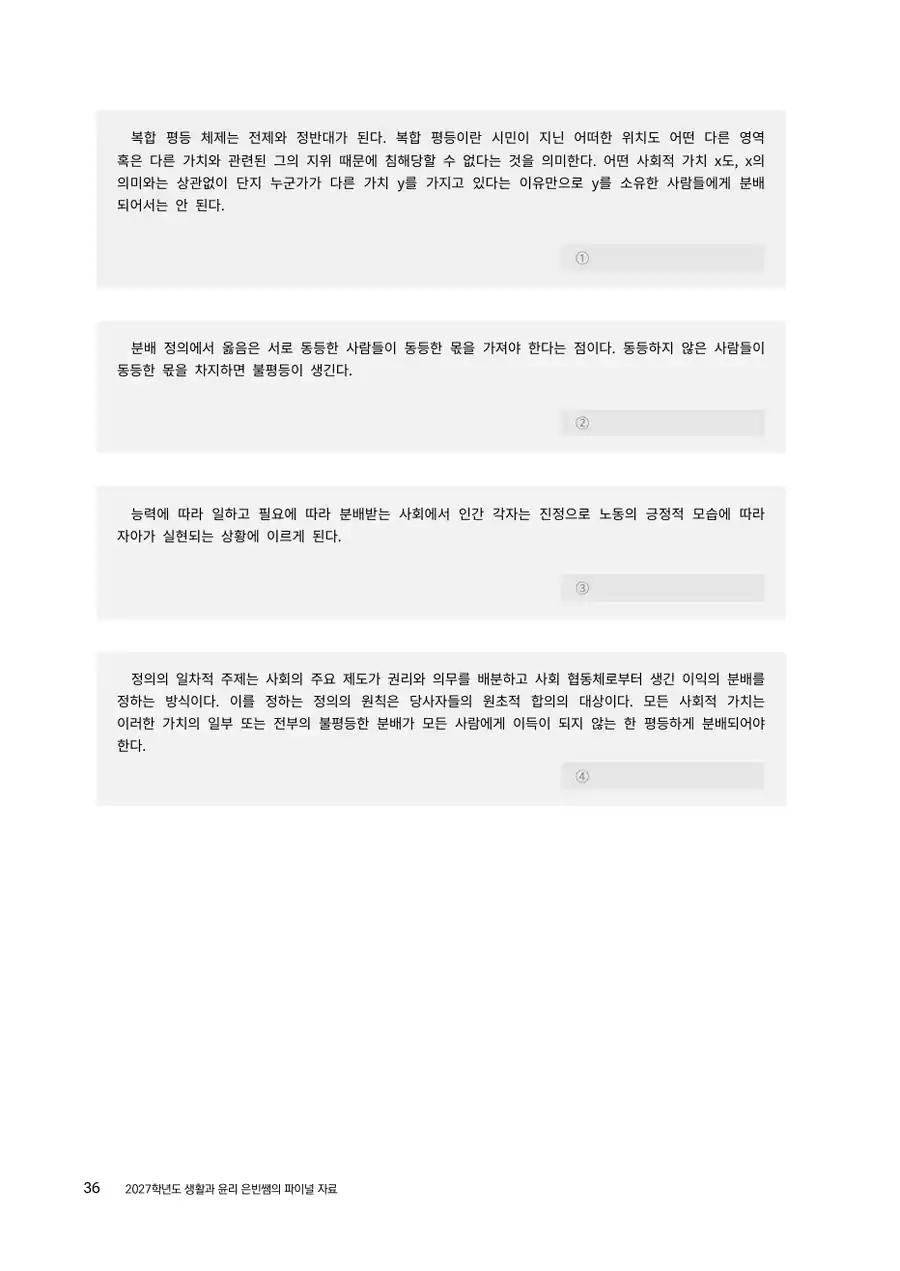 복합 평등 체제는 전제와 정반대가 된다. 복합 평등이란 시민이 지닌 어떠한 위치도 어떤 다른 영역
혹은 다른 가치와 관련된 그의 지위 때문에 침해당할 수 없다는 것을 의미한다. 어떤 사회적 가치 x도, x의
의미와는 상관없이 단지 누군가가 다른 가치 y를 가지고 있다는 이유만으로 y를 소유한 사람들에게 분배
되어서는 안 된다.
①
분배 정의에서 옳음은 서로 동등한 사람들이 동등한 몫을 가져야 한다는 점이다. 동등하지 않은 사람들이
동등한 몫을 차지하면 불평등이 생긴다.
②
능력에 따라 일하고 필요에 따라 분배받는 사회에서 인간 각자는 진정으로 노동의 긍정적 모습에 따라
자아가 실현되는 상황에 이르게 된다.
③
정의의 일차적 주제는 사회의 주요 제도가 권리와 의무를 배분하고 사회 협동체로부터 생긴 이익의 분배를
정하는 방식이다. 이를 정하는 정의의 원칙은 당사자들의 원초적 합의의 대상이다. 모든 사회적 가치는
이러한 가치의 일부 또는 전부의 불평등한 분배가 모든 사람에게 이득이 되지 않는 한 평등하게 분배되어야
한다.
④
36 2027학년도 생활과 윤리 은빈쌤의 파이널 자료